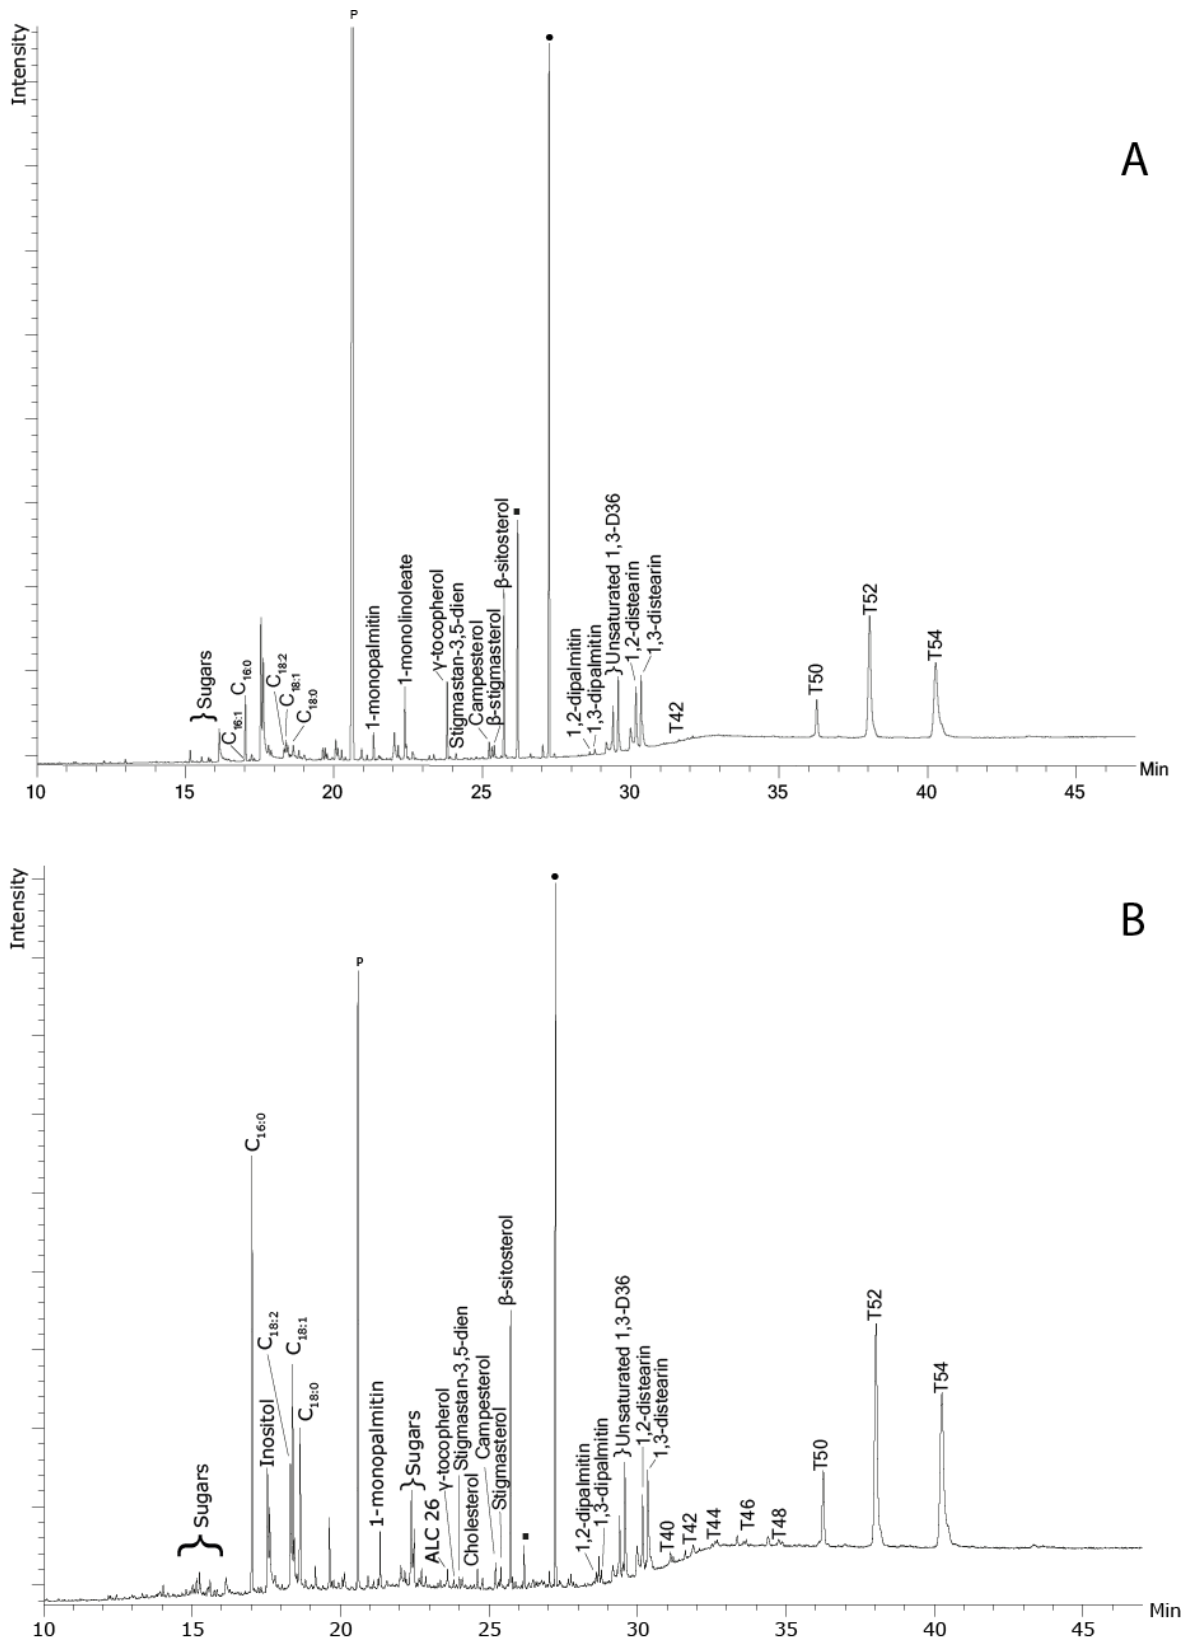 P
Intensity
A
Sugars
C16:1
C16:0
C18:2
C18:1
C18:0
1-monopalmitin
1-monolinoleate
γ-tocopherol
Stigmastan-3,5-dien
Campesterol
β-stigmasterol
β-sitosterol
1,2-dipalmitin
1,3-dipalmitin
Unsaturated 1,3-D36
1,2-distearin
1,3-distearin
T42
T50
T52
T54
10 15 20 25 30 35 40 45 Min
Intensity
B
P
Sugars
C16:0
Inositol
C18:2
C18:1
C18:0
1-monopalmitin
Sugars
ALC 26
γ-tocopherol
Stigmastan-3,5-dien
Cholesterol
Campesterol
Stigmasterol
β-sitosterol
1,2-dipalmitin
1,3-dipalmitin
Unsaturated 1,3-D36
1,2-distearin
1,3-distearin
T40
T42
T44
T46
T48
T50
T52
T54
10 15 20 25 30 35 40 45 Min